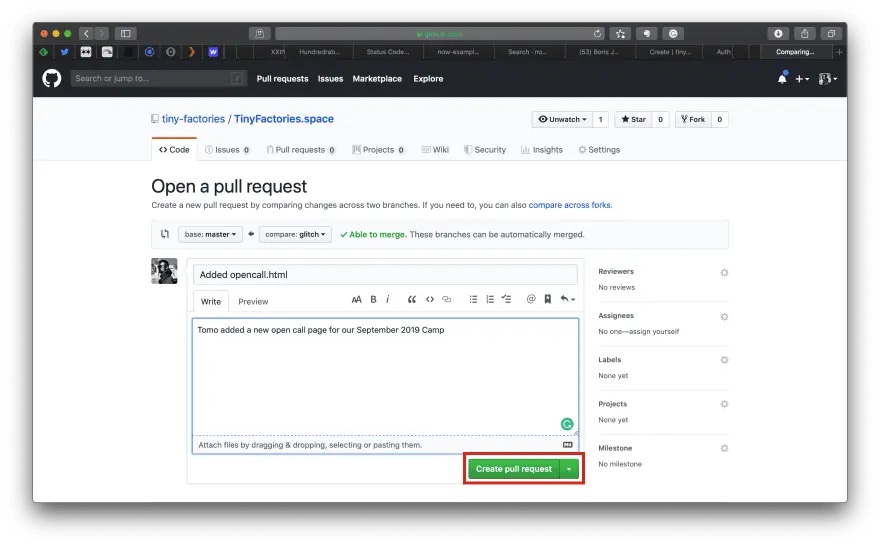 XXIN Hundredrab... Status Code... now-exampl... Search - no... (53) Boris J... Create | tiny... Auth Comparing...
Search or jump to... / Pull requests Issues Marketplace Explore
tiny-factories / TinyFactories.space Unwatch 1 Star 0 Fork 0
Code Issues 0 Pull requests 0 Projects 0 Wiki Security Insights Settings
Open a pull request
Create a new pull request by comparing changes across two branches. If you need to, you can also compare across forks.
base: master compare: glitch Able to merge. These branches can be automatically merged.
Added opencall.html
Write Preview AA B i
Tomo added a new open call page for our September 2019 Camp
Attach files by dragging & dropping, selecting or pasting them.
Create pull request
Reviewers
No reviews
Assignees
No one—assign yourself
Labels
None yet
Projects
None yet
Milestone
No milestone